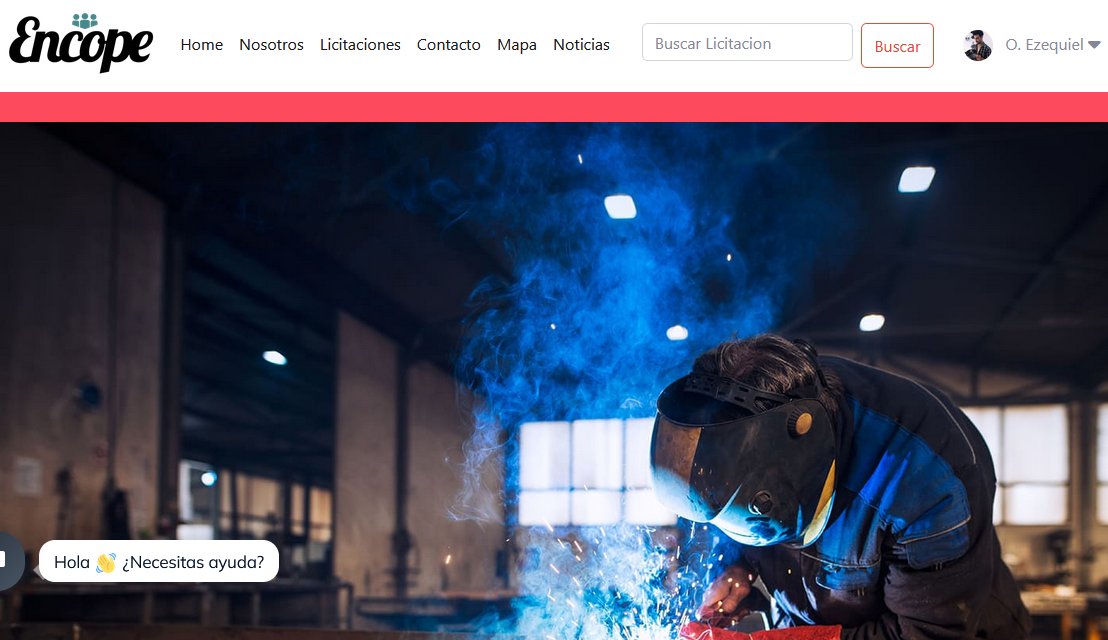 Encope
Home Nosotros Licitaciones Contacto Mapa Noticias Buscar Licitacion Buscar O. Ezequiel
Hola 👋 ¿Necesitas ayuda?